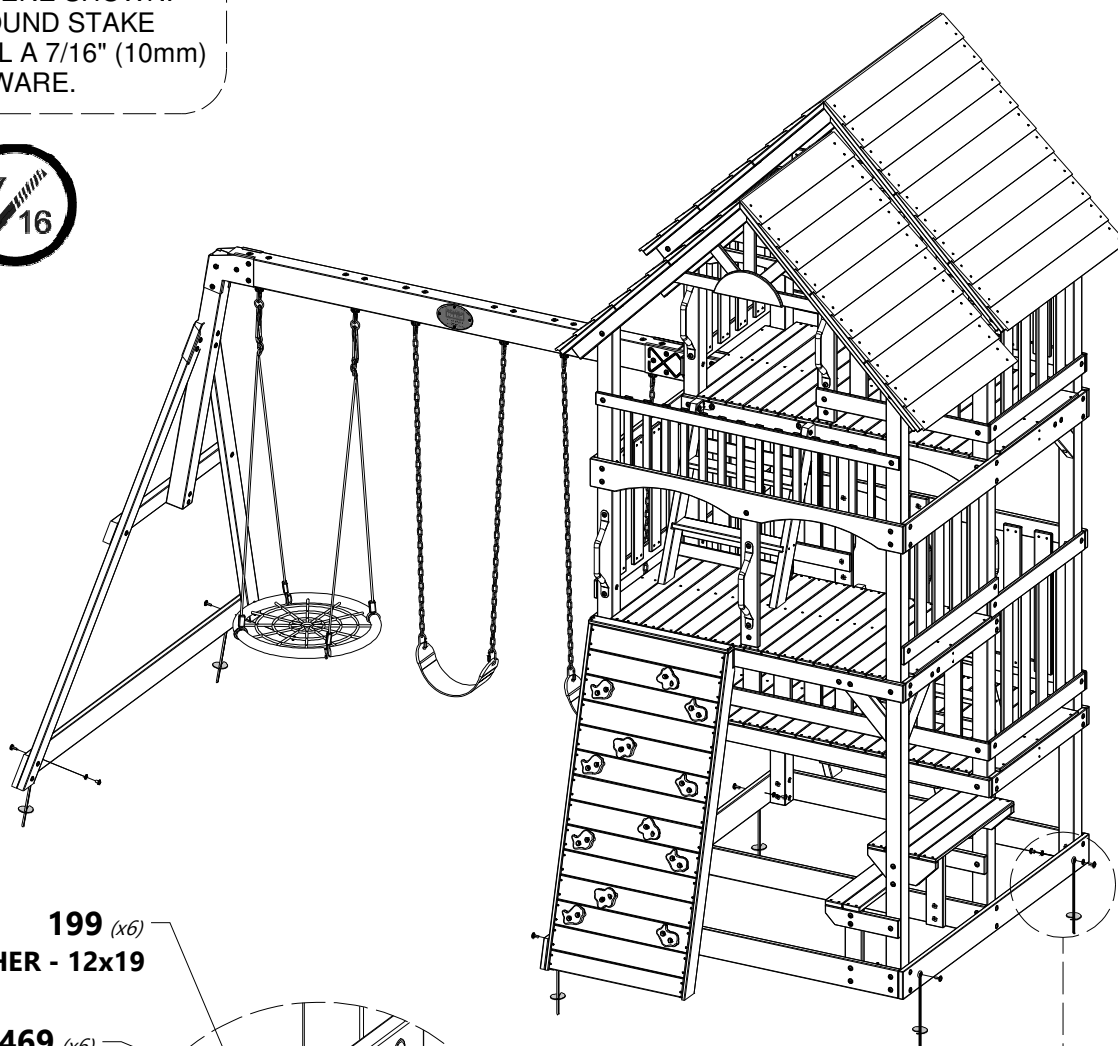 OUND STAKE
L A 7/16" (10mm)
WARE.
16
199 (x6)
HER - 12x19
469 (x6)